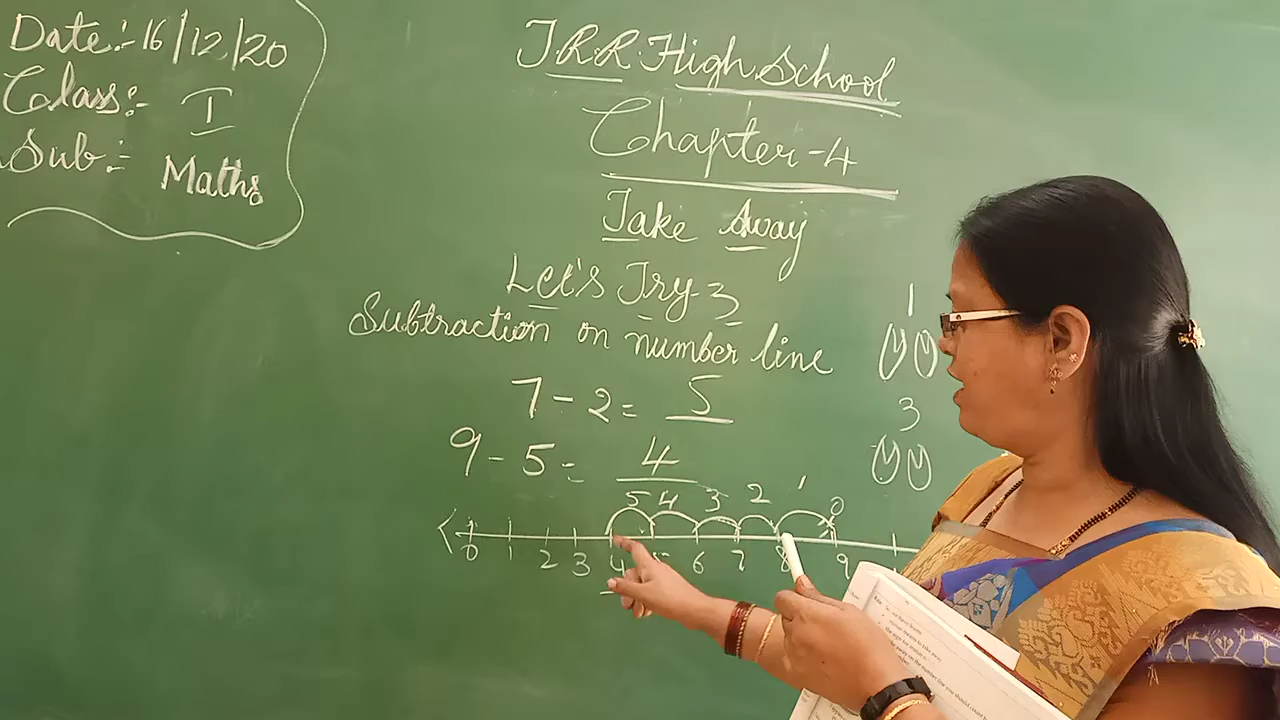 Date:- 16/12/20
Class:- I
Sub:- Maths
J.R.R. High School
Chapter-4
Take Away
Let's Try 3
Subtraction on number line
7 - 2 = 5
9 - 5 = 4
5 4 3 2 1 0
0 1 2 3 4 6 7 8 9
1
3